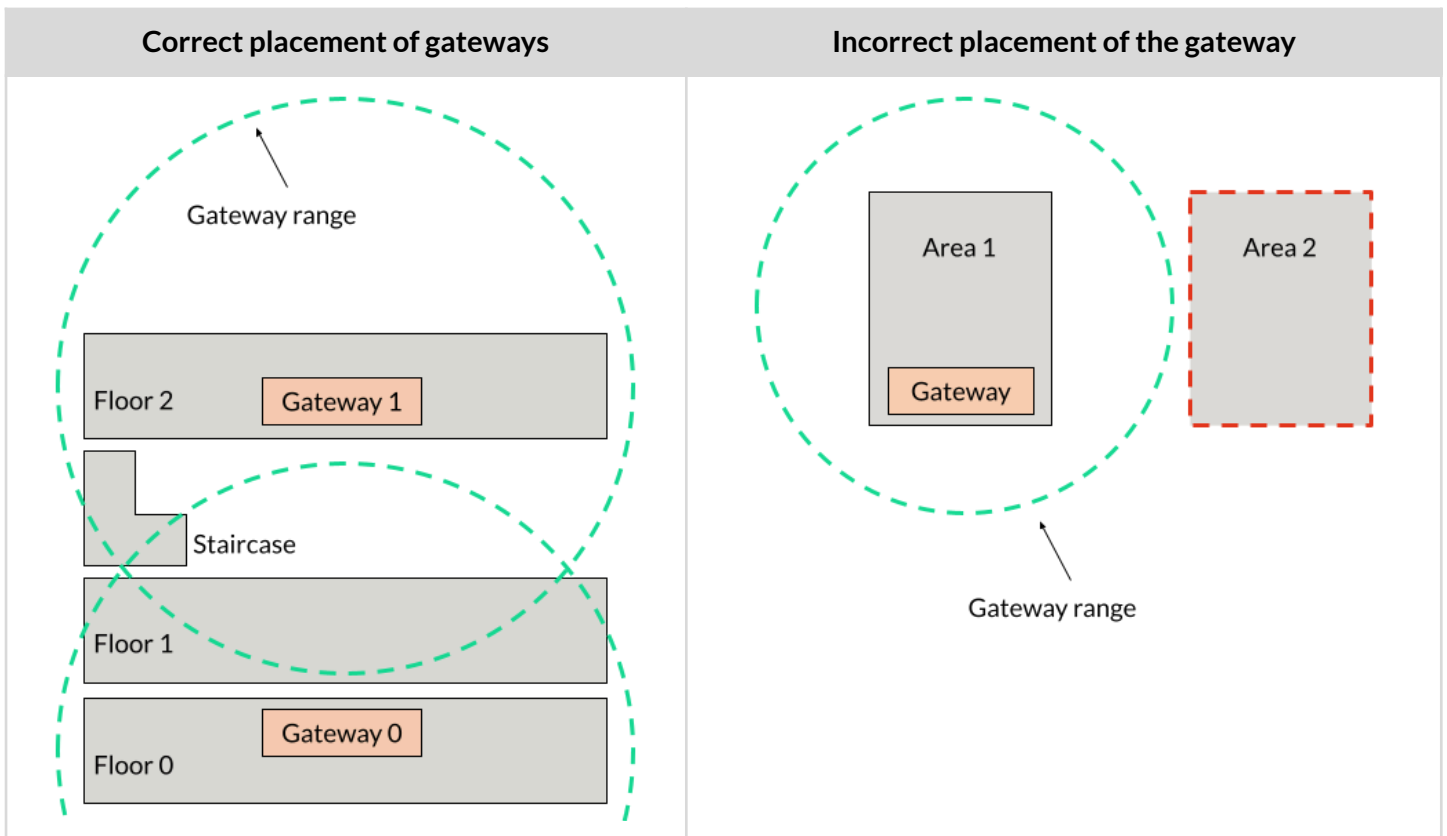 Correct placement of gateways
Incorrect placement of the gateway
Gateway range
Floor 2
Gateway 1
Staircase
Floor 1
Gateway 0
Floor 0
Area 1
Area 2
Gateway
Gateway range